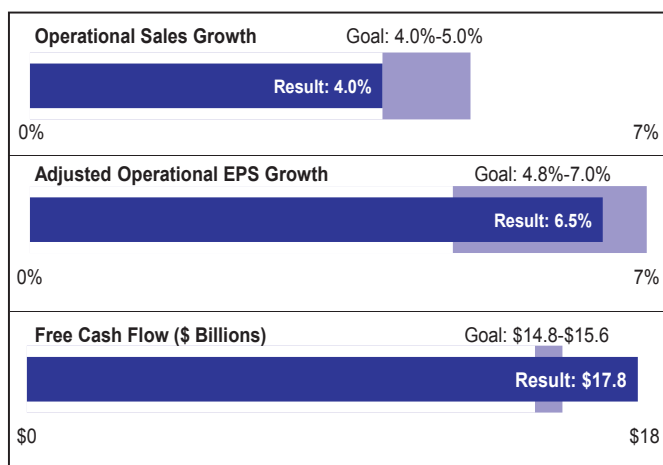 Operational Sales Growth Goal: 4.0%-5.0%
Result: 4.0%
0% 7%
Adjusted Operational EPS Growth Goal: 4.8%-7.0%
Result: 6.5%
0% 7%
Free Cash Flow ($ Billions) Goal: $14.8-$15.6
Result: $17.8
$0 $18